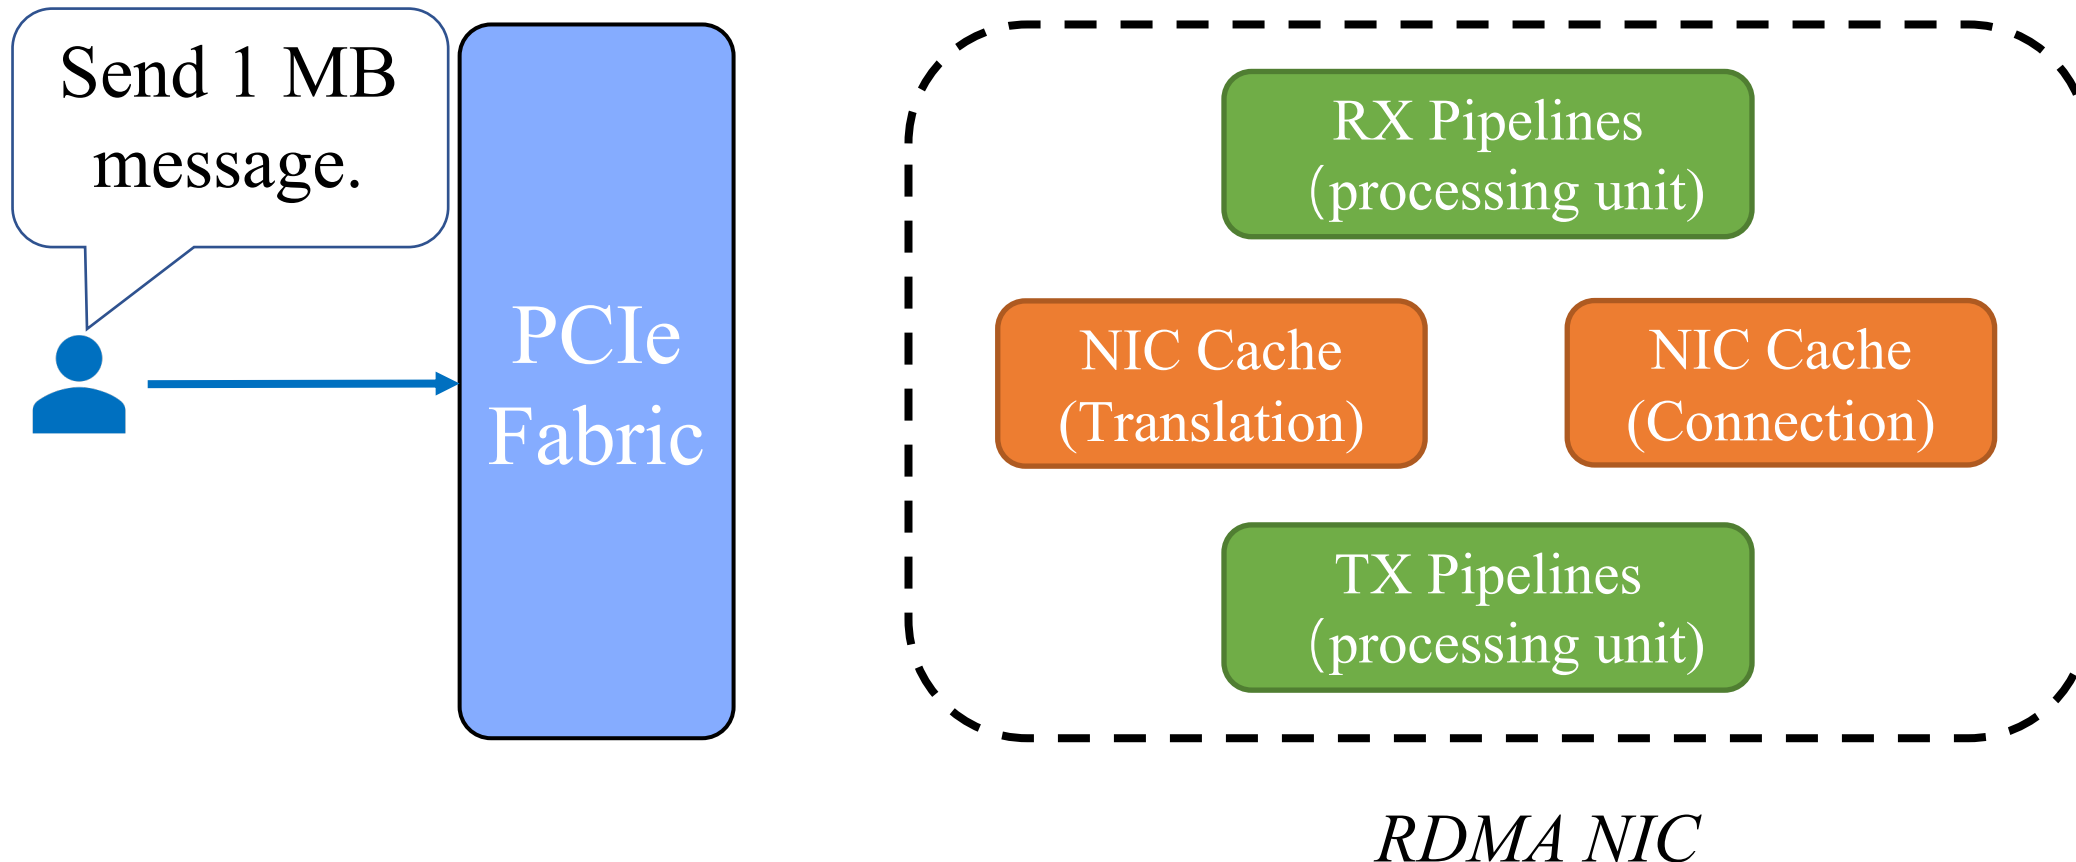 Send 1 MB
message.
PCIe
Fabric
RX Pipelines
（processing unit)
NIC Cache
(Translation)
NIC Cache
(Connection)
TX Pipelines
（processing unit)
RDMA NIC